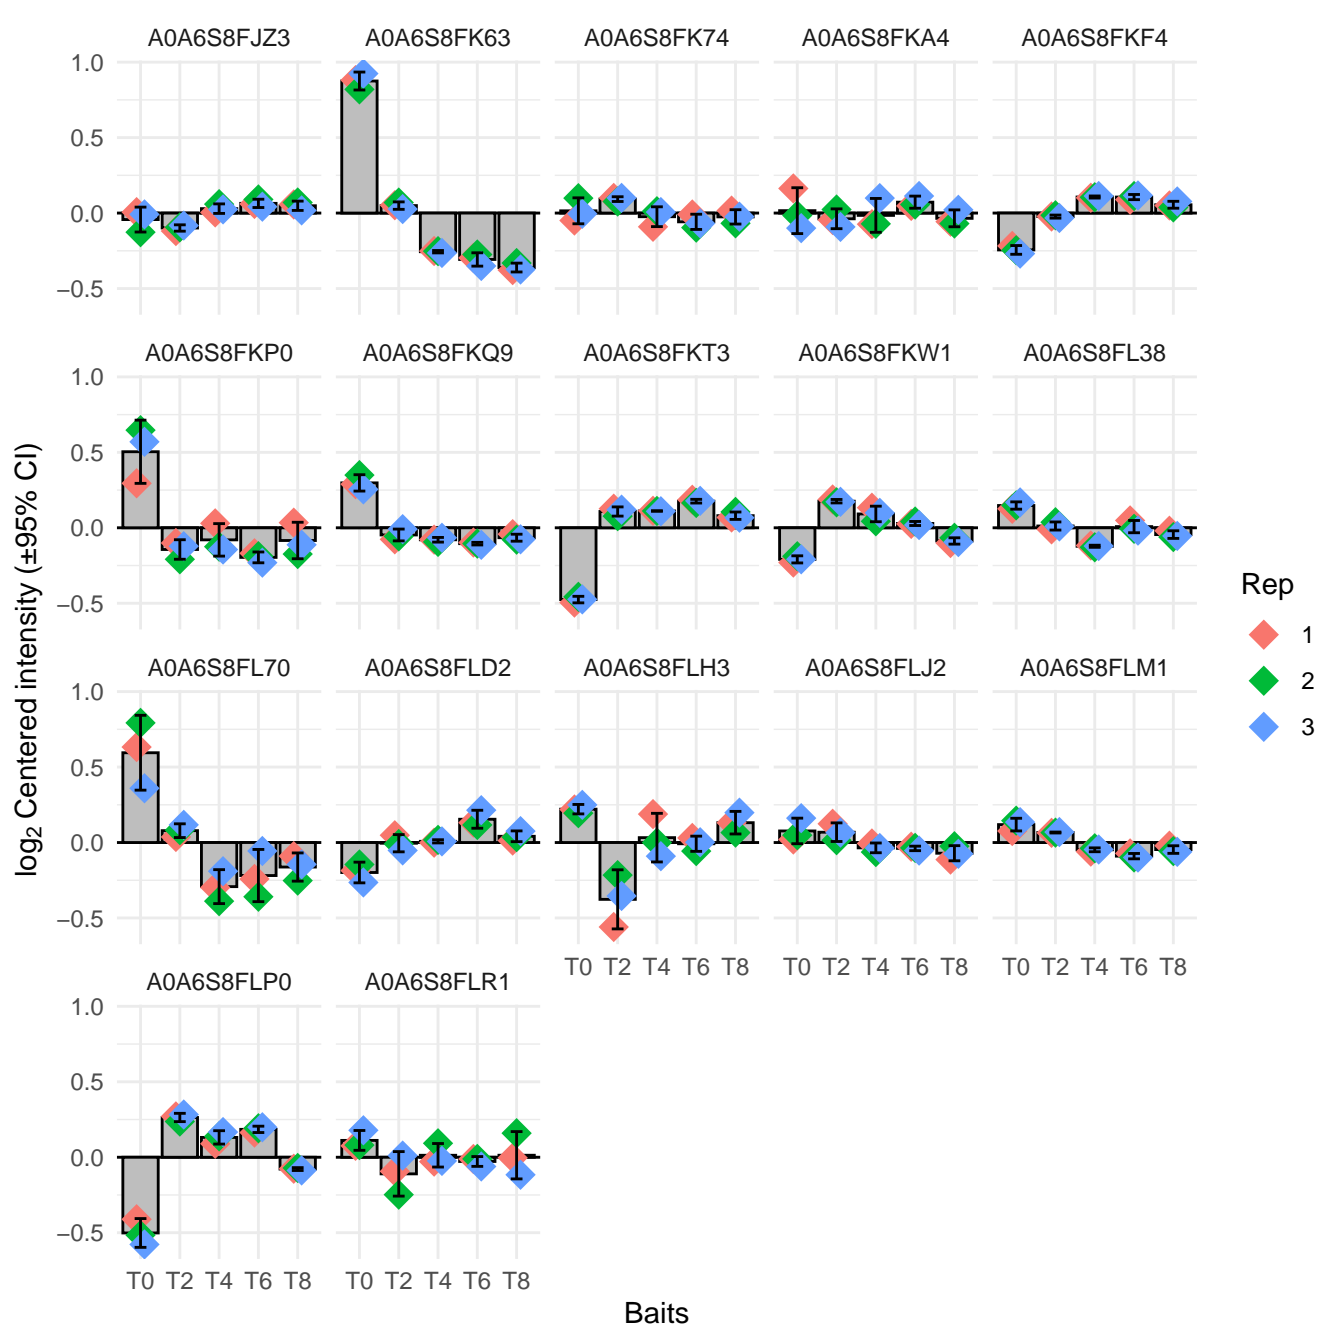 A0A6S8FJZ3 A0A6S8FK63 A0A6S8FK74 A0A6S8FKA4 A0A6S8FKF4
1.0
0.5
0.0
−0.5
A0A6S8FKP0 A0A6S8FKQ9 A0A6S8FKT3 A0A6S8FKW1 A0A6S8FL38
1.0
0.5
0.0
−0.5
A0A6S8FL70 A0A6S8FLD2 A0A6S8FLH3 A0A6S8FLJ2 A0A6S8FLM1
1.0
0.5
0.0
−0.5
T0 T2 T4 T6 T8 T0 T2 T4 T6 T8 T0 T2 T4 T6 T8
A0A6S8FLP0 A0A6S8FLR1
1.0
0.5
0.0
−0.5
T0 T2 T4 T6 T8 T0 T2 T4 T6 T8
Baits
log₂ Centered intensity (±95% CI)
Rep
1
2
3